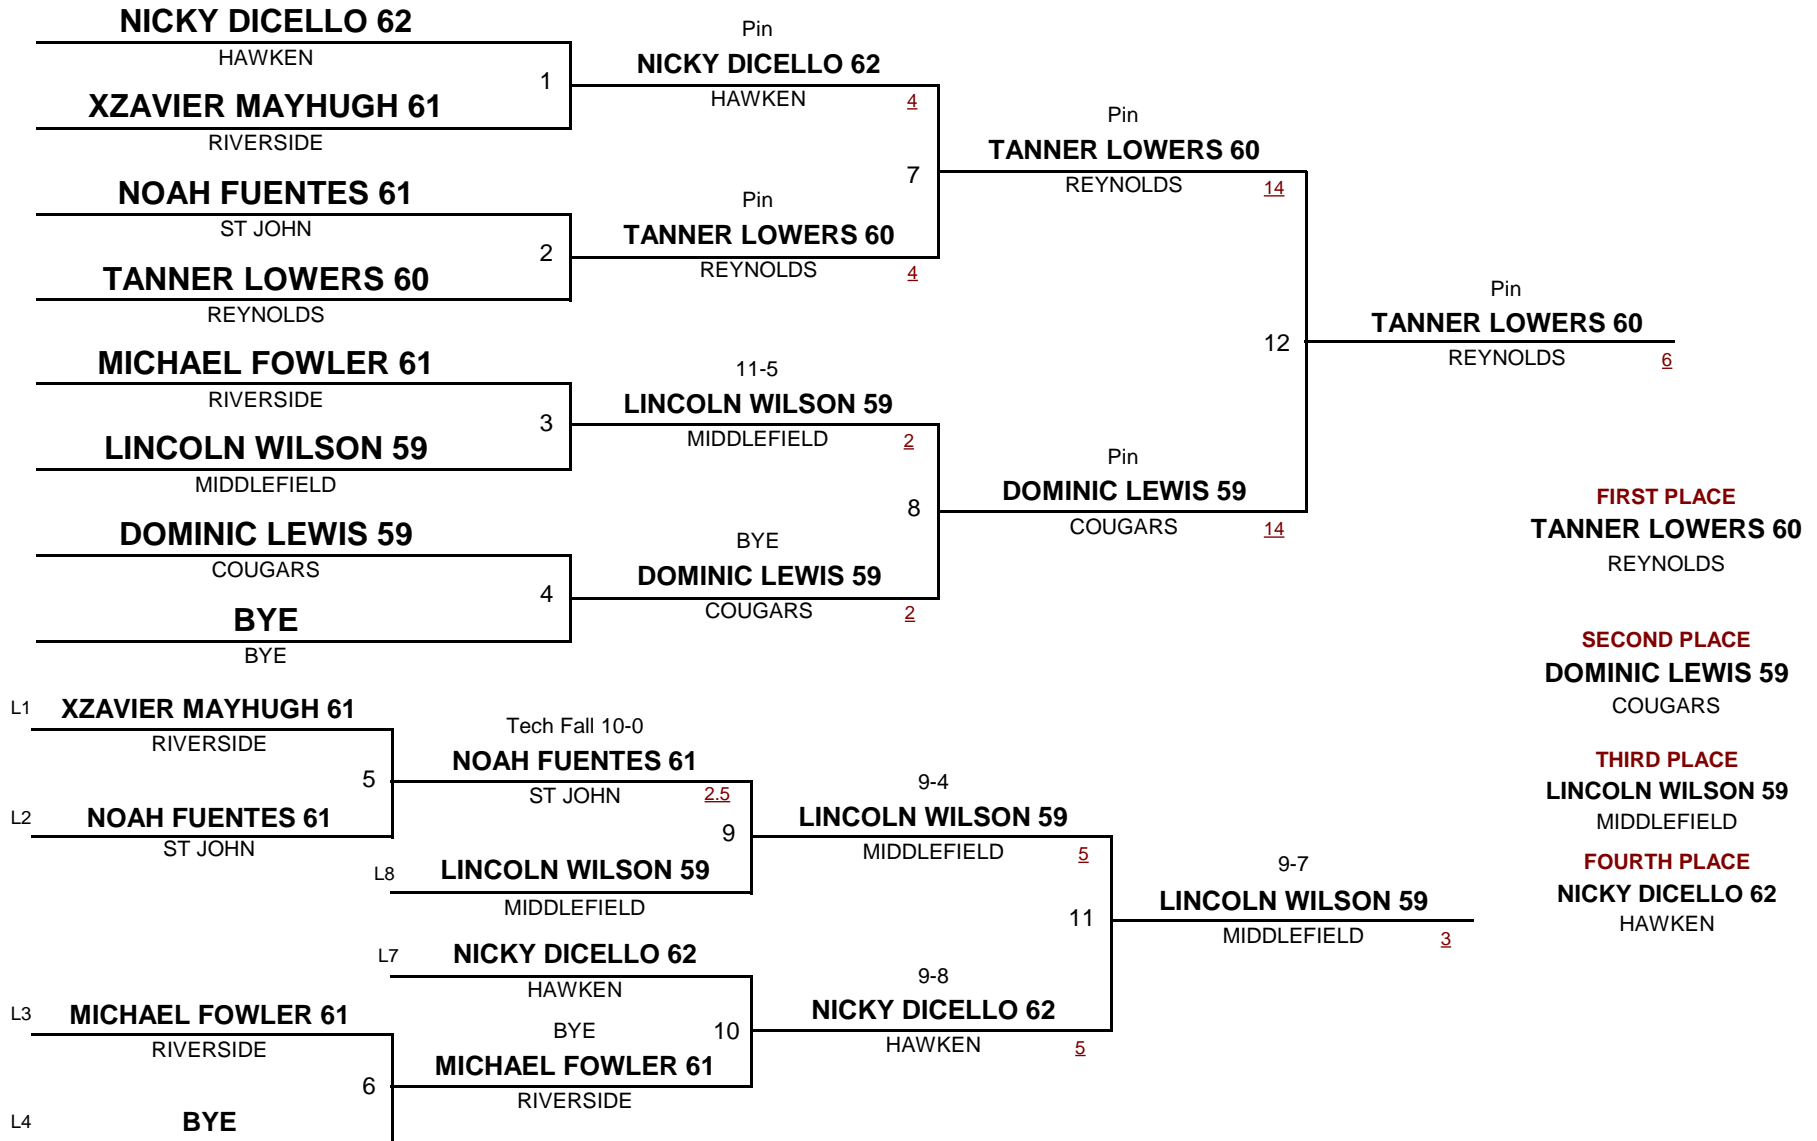 NICKY DICELLO 62
HAWKEN
1
XZAVIER MAYHUGH 61
RIVERSIDE
NOAH FUENTES 61
ST JOHN
2
TANNER LOWERS 60
REYNOLDS
MICHAEL FOWLER 61
RIVERSIDE
3
LINCOLN WILSON 59
MIDDLEFIELD
DOMINIC LEWIS 59
COUGARS
4
BYE
BYE
Pin
NICKY DICELLO 62
HAWKEN 4
7
Pin
TANNER LOWERS 60
REYNOLDS 4
11-5
LINCOLN WILSON 59
MIDDLEFIELD 2
8
BYE
DOMINIC LEWIS 59
COUGARS 2
Pin
TANNER LOWERS 60
REYNOLDS 14
12
Pin
DOMINIC LEWIS 59
COUGARS 14
Pin
TANNER LOWERS 60
REYNOLDS 6
FIRST PLACE
TANNER LOWERS 60
REYNOLDS
SECOND PLACE
DOMINIC LEWIS 59
COUGARS
THIRD PLACE
LINCOLN WILSON 59
MIDDLEFIELD
FOURTH PLACE
NICKY DICELLO 62
HAWKEN
L1 XZAVIER MAYHUGH 61
RIVERSIDE
5
L2 NOAH FUENTES 61
ST JOHN
L3 MICHAEL FOWLER 61
RIVERSIDE
6
L4 BYE
Tech Fall 10-0
NOAH FUENTES 61
ST JOHN 2.5
9
L8 LINCOLN WILSON 59
MIDDLEFIELD
L7 NICKY DICELLO 62
HAWKEN
BYE 10
MICHAEL FOWLER 61
RIVERSIDE
9-4
LINCOLN WILSON 59
MIDDLEFIELD 5
11
9-8
NICKY DICELLO 62
HAWKEN 5
9-7
LINCOLN WILSON 59
MIDDLEFIELD 3